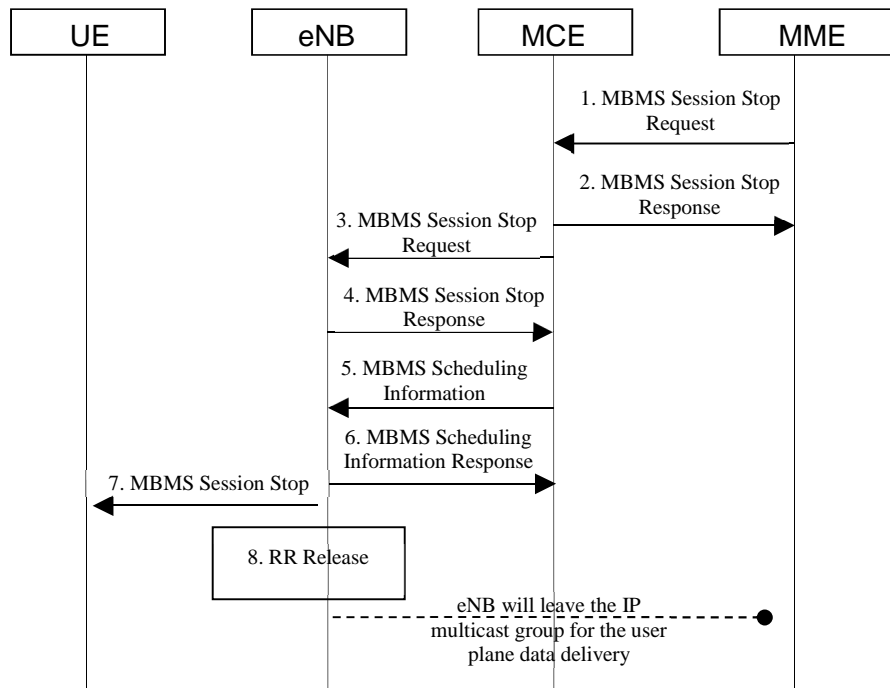 UE
eNB
MCE
MME
1. MBMS Session Stop
Request
2. MBMS Session Stop
Response
3. MBMS Session Stop
Request
4. MBMS Session Stop
Response
5. MBMS Scheduling
Information
6. MBMS Scheduling
Information Response
7. MBMS Session Stop
8. RR Release
eNB will leave the IP
multicast group for the user
plane data delivery